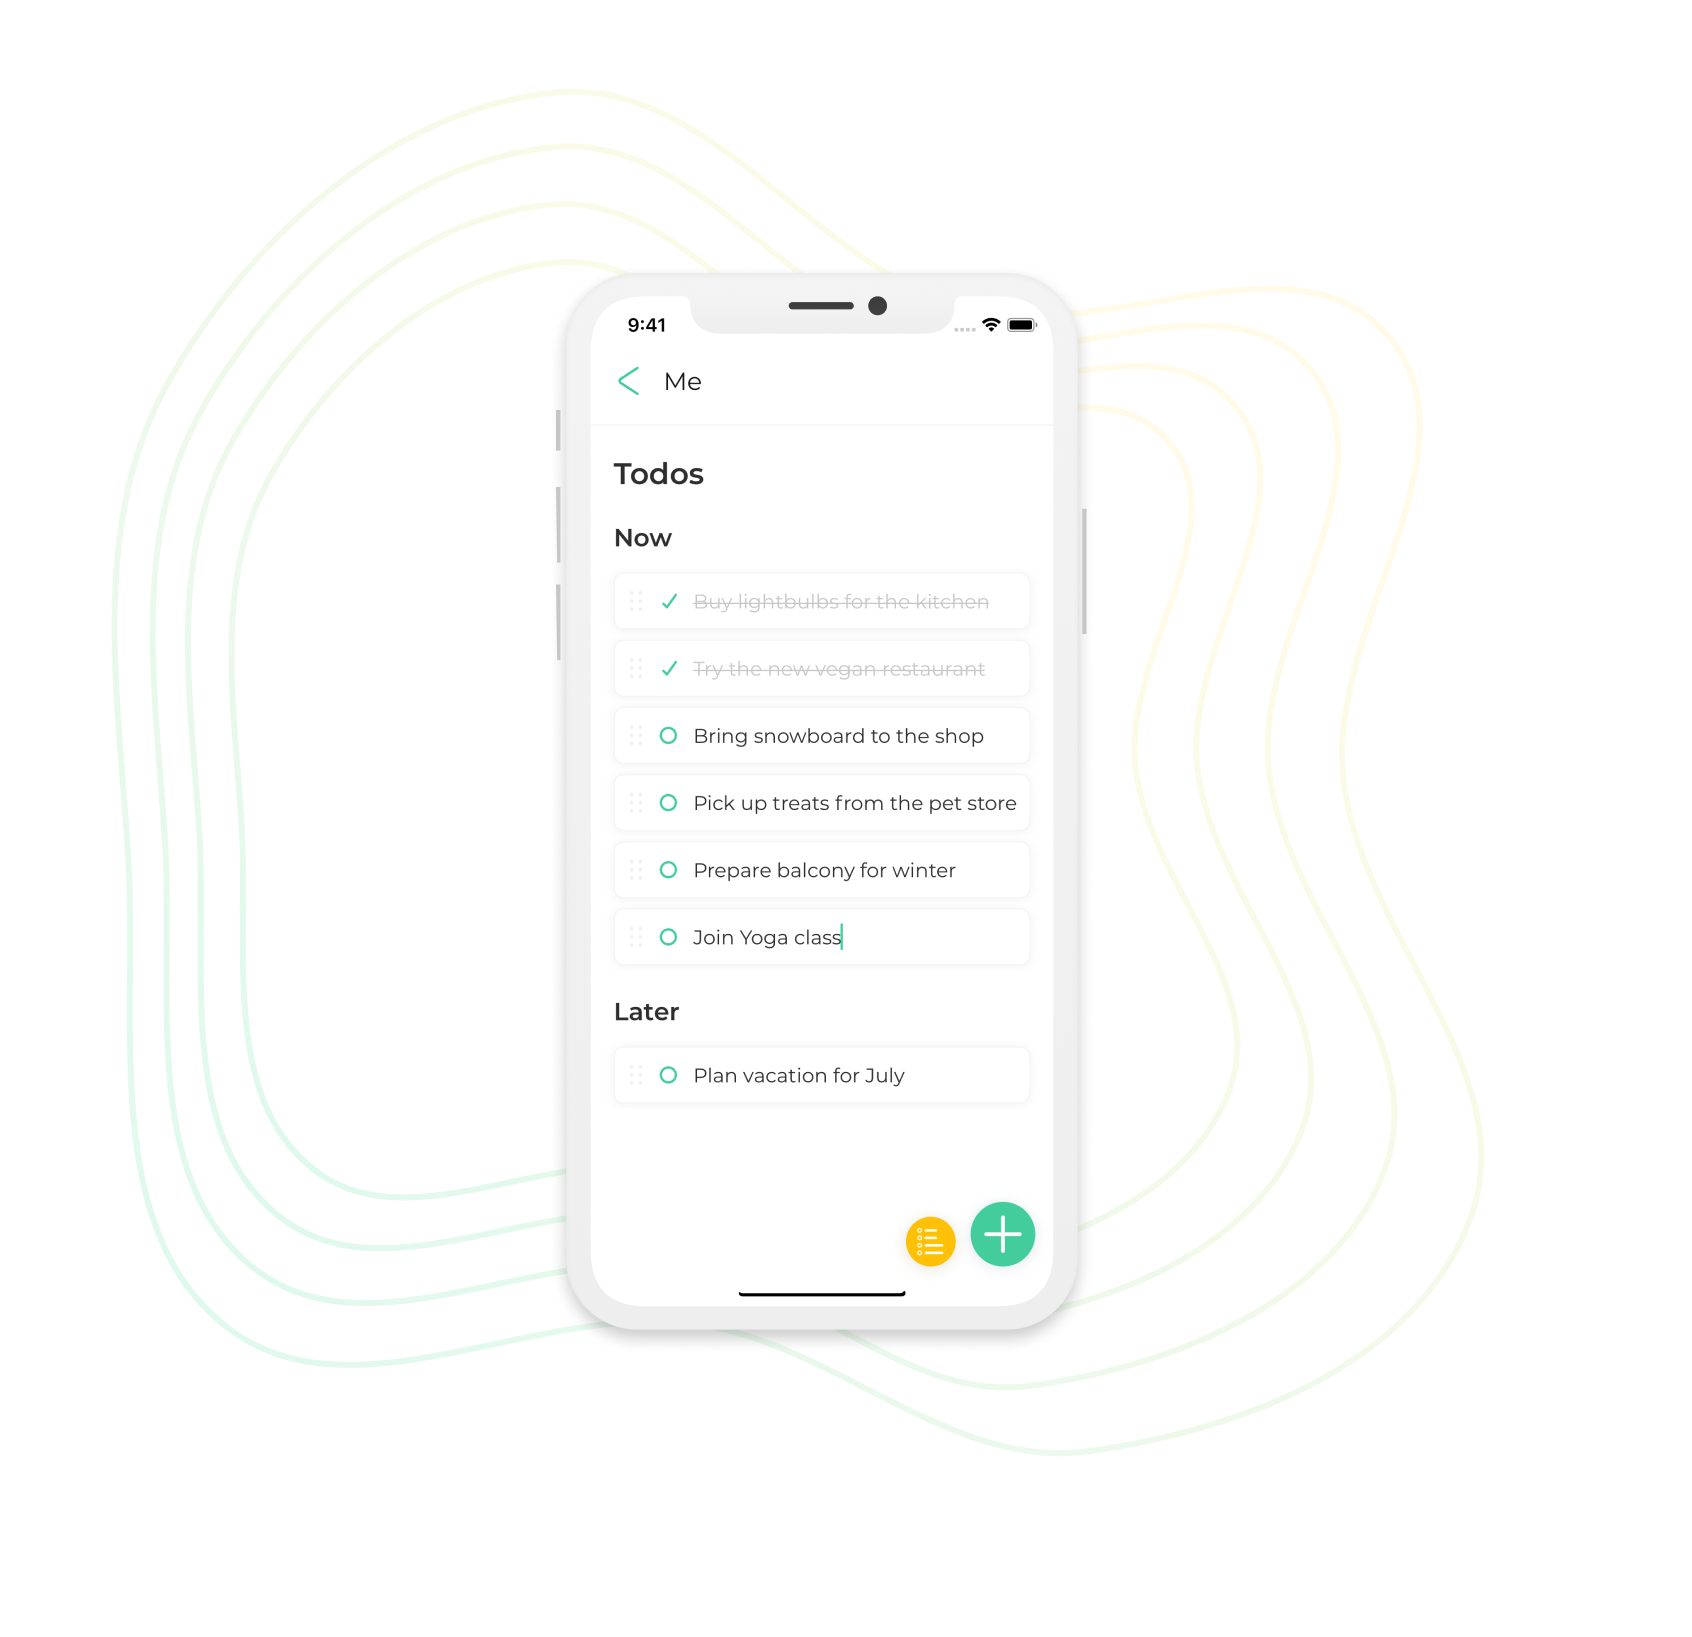 9:41
Me
Todos
Now
Buy lightbulbs for the kitchen
Try the new vegan restaurant
Bring snowboard to the shop
Pick up treats from the pet store
Prepare balcony for winter
Join Yoga class
Later
Plan vacation for July